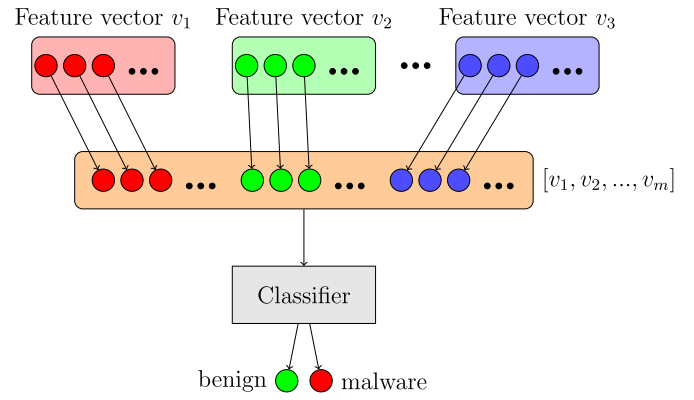 Feature vector v₁
Feature vector v₂
Feature vector v₃
[v₁, v₂, ..., vₘ]
Classifier
benign
malware